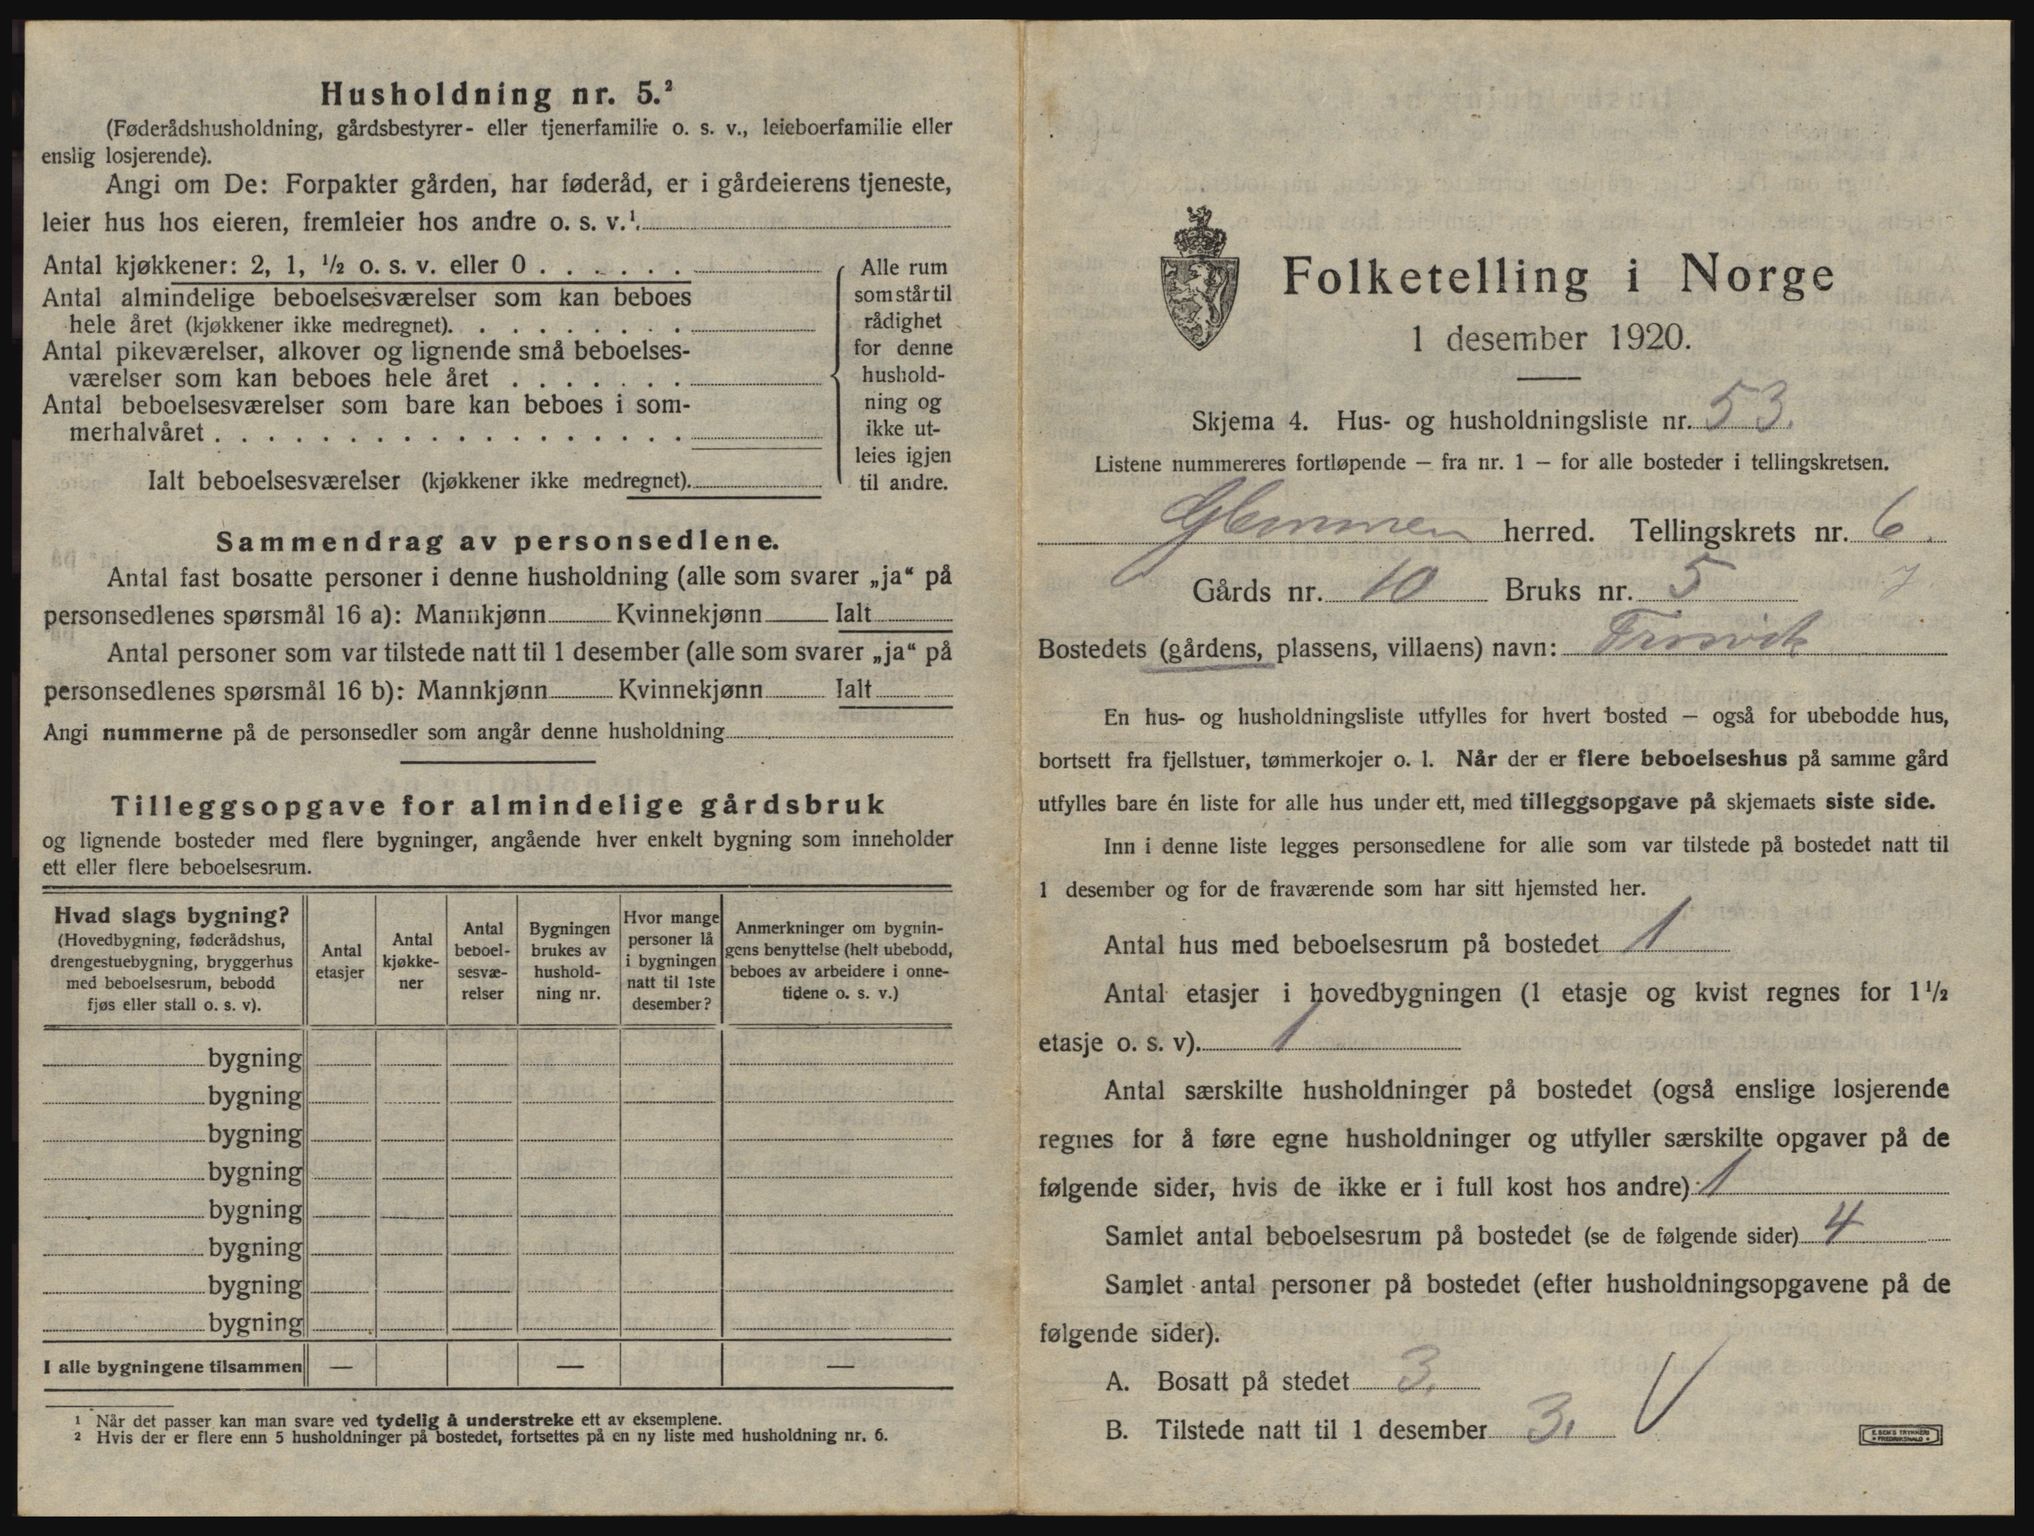 Husholdning nr. 5.²
(Føderådshusholdning, gårdsbestyrer- eller tjenerfamilie o. s. v., leieboerfamilie eller
enslig losjerende).
Angi om De: Forpakter gården, har føderåd, er i gårdeierens tjeneste,
leier hus hos eieren, fremleier hos andre o. s. v.¹.
Antal kjøkkener: 2, 1, ½ o. s. v. eller 0 . . . . . .
Antal almindelige beboelsesværelser som kan beboes
hele året (kjøkkener ikke medregnet). . . . . . . . .
Antal pikeværelser, alkover og lignende små beboelses-
værelser som kan beboes hele året . . . . . . .
Antal beboelsesværelser som bare kan beboes i som-
merhalvåret . . . . . . . . . . . . . . . . . .
Ialt beboelsesværelser (kjøkkener ikke medregnet).
Alle rum
som står til
rådighet
for denne
hushold-
ning og
ikke ut-
leies igjen
til andre.
Sammendrag av personsedlene.
Antal fast bosatte personer i denne husholdning (alle som svarer „ja“ på
personsedlenes spørsmål 16 a): Mannkjønn Kvinnekjønn Ialt
Antal personer som var tilstede natt til 1 desember (alle som svarer „ja“ på
personsedlenes spørsmål 16 b): Mannkjønn Kvinnekjønn Ialt
Angi nummerne på de personsedler som angår denne husholdning
Tilleggsopgave for almindelige gårdsbruk
og lignende bosteder med flere bygninger, angående hver enkelt bygning som inneholder
ett eller flere beboelsesrum.
Hvad slags bygning?
(Hovedbygning, føderådshus,
drengestuebygning, bryggerhus
med beboelsesrum, bebodd
fjøs eller stall o. s. v).
Antal
etasjer
Antal
kjøkke-
ner
Antal
beboel-
sesvæ-
relser
Bygningen
brukes av
hushold-
ning nr.
Hvor mange
personer lå
i bygningen
natt til 1ste
desember?
Anmerkninger om bygnin-
gens benyttelse (helt ubebodd,
beboes av arbeidere i onne-
tidene o. s. v.)
bygning
bygning
bygning
bygning
bygning
bygning
bygning
bygning
I alle bygningene tilsammen — — —
¹ Når det passer kan man svare ved tydelig å understreke ett av eksemplene.
² Hvis der er flere enn 5 husholdninger på bostedet, fortsettes på en ny liste med husholdning nr. 6.
Folketelling i Norge
1 desember 1920.
Skjema 4. Hus- og husholdningsliste nr. 53.
Listene nummereres fortløpende — fra nr. 1 — for alle bosteder i tellingskretsen.
Glemmen herred. Tellingskrets nr. 6.
Gårds nr. 10 Bruks nr. 5 7
Bostedets (gårdens, plassens, villaens) navn:
En hus- og husholdningsliste utfylles for hvert bosted — også for ubebodde hus,
bortsett fra fjellstuer, tømmerkojer o. l. Når der er flere beboelseshus på samme gård
utfylles bare én liste for alle hus under ett, med tilleggsopgave på skjemaets siste side.
Inn i denne liste legges personsedlene for alle som var tilstede på bostedet natt til
1 desember og for de fraværende som har sitt hjemsted her.
Antal hus med beboelsesrum på bostedet 1
Antal etasjer i hovedbygningen (1 etasje og kvist regnes for 1½
etasje o. s. v). 1
Antal særskilte husholdninger på bostedet (også enslige losjerende
regnes for å føre egne husholdninger og utfyller særskilte opgaver på de
følgende sider, hvis de ikke er i full kost hos andre): 1
Samlet antal beboelsesrum på bostedet (se de følgende sider) 4
Samlet antal personer på bostedet (efter husholdningsopgavene på de
følgende sider).
A. Bosatt på stedet 3.
B. Tilstede natt til 1 desember 3.